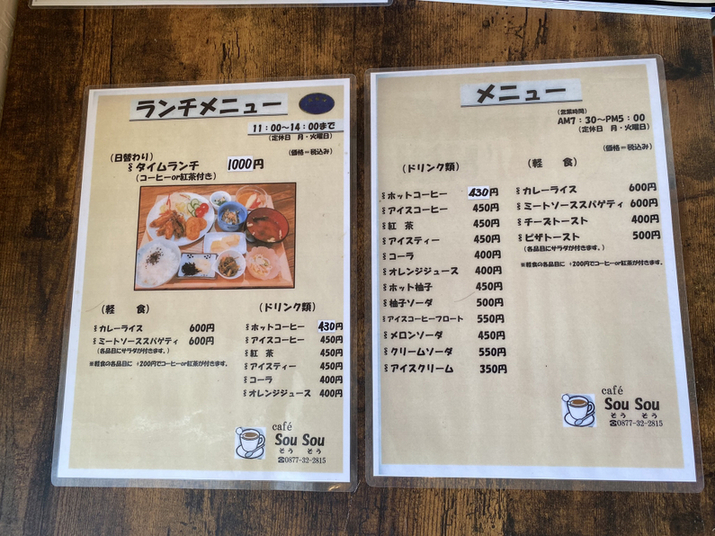 ランチメニュー
11:00~14:00まで
(定休日 月・火曜日)
(価格=税込み)
(日替わり)
タイムランチ 1000円
(コーヒーor紅茶付き)
(軽 食)
カレーライス 600円
ミートソーススパゲティ 600円
(各品目にサラダが付きます。)
※軽食の各品目に +200円でコーヒーor紅茶が付きます。
(ドリンク類)
ホットコーヒー 430円
アイスコーヒー 450円
紅 茶 450円
アイスティー 450円
コーラ 400円
オレンジジュース 400円
café
Sou Sou
そう そう
☎0877-32-2815
メニュー
(営業時間)
AM7:30~PM5:00
(定休日 月・火曜日)
(価格=税込み)
(ドリンク類)
ホットコーヒー 430円
アイスコーヒー 450円
紅 茶 450円
アイスティー 450円
コーラ 400円
オレンジジュース 400円
ホット柚子 450円
柚子ソーダ 500円
アイスコーヒーフロート 550円
メロンソーダ 450円
クリームソーダ 550円
アイスクリーム 350円
(軽 食)
カレーライス 600円
ミートソーススパゲティ 600円
チーストースト 400円
ピザトースト 500円
(各品目にサラダが付きます。)
※軽食の各品目に +200円でコーヒーor紅茶が付きます。
café
Sou Sou
そう そう
☎0877-32-2815